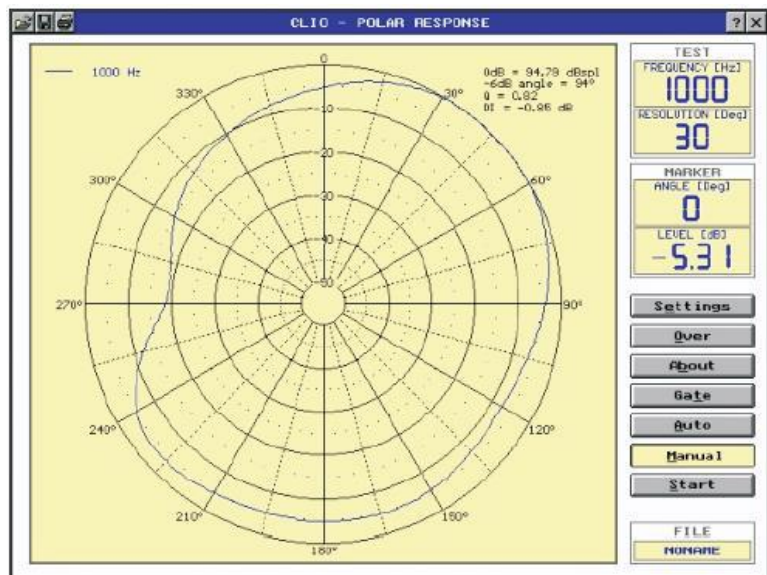 CLIO - POLAR RESPONSE
? ×
1000 Hz
0dB = 94.79 dBspl
-6dB angle = 94°
Q = 0.82
DI = -0.85 dB
0
30°
60°
90°
120°
150°
180°
210°
240°
270°
300°
330°
-10
-20
-30
-40
-50
TEST
FREQUENCY [Hz]
1000
RESOLUTION [Deg]
30
MARKER
ANGLE [Deg]
0
LEVEL [dB]
-5.31
Settings
Over
About
Gate
Auto
Manual
Start
FILE
NONAME